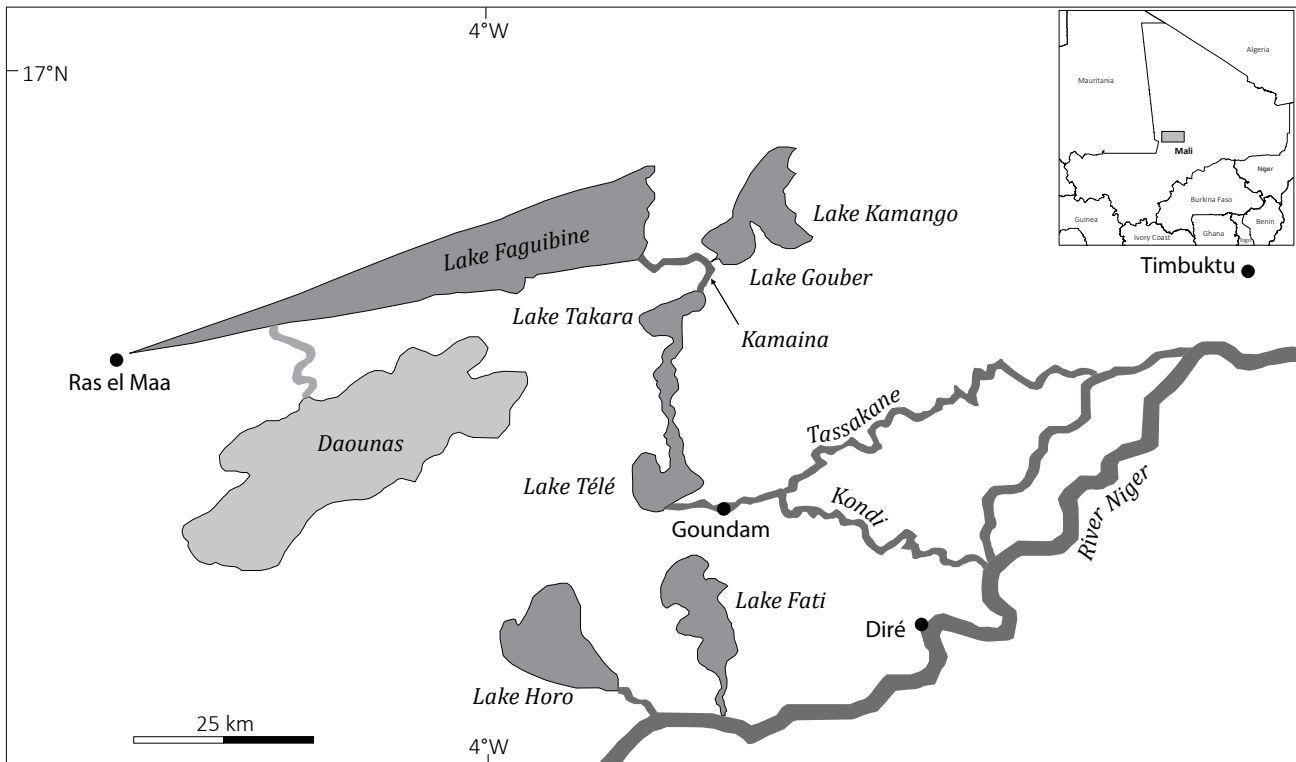 4°W
17°N
Mauritania
Algeria
Mali
Niger
Burkina Faso
Guinea
Ivory Coast
Ghana
Togo
Benin
Timbuktu
Lake Kamango
Lake Faguibine
Lake Gouber
Lake Takara
Kamaina
Ras el Maa
Daounas
Tassakane
Lake Télé
Goundam
Kondi
River Niger
Lake Fati
Diré
Lake Horo
25 km
4°W